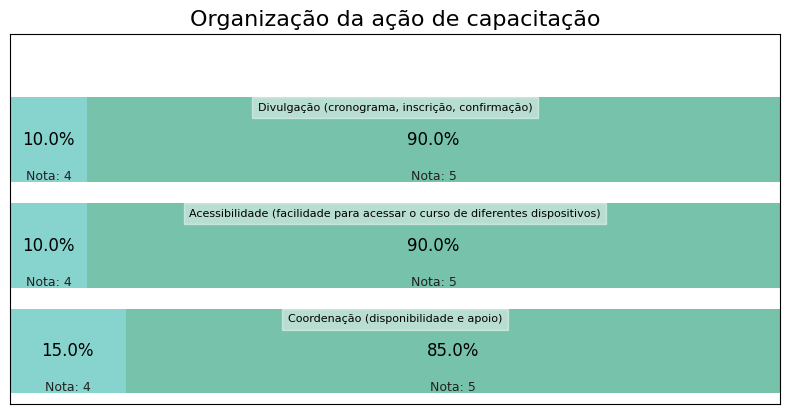 Organização da ação de capacitação
Divulgação (cronograma, inscrição, confirmação)
10.0% 90.0%
Nota: 4 Nota: 5
Acessibilidade (facilidade para acessar o curso de diferentes dispositivos)
10.0% 90.0%
Nota: 4 Nota: 5
Coordenação (disponibilidade e apoio)
15.0% 85.0%
Nota: 4 Nota: 5